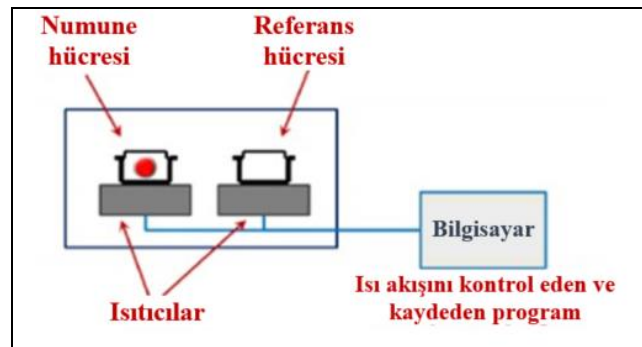 Numune
hücresi
Referans
hücresi
Bilgisayar
Isıtıcılar
Isı akışını kontrol eden ve
kaydeden program